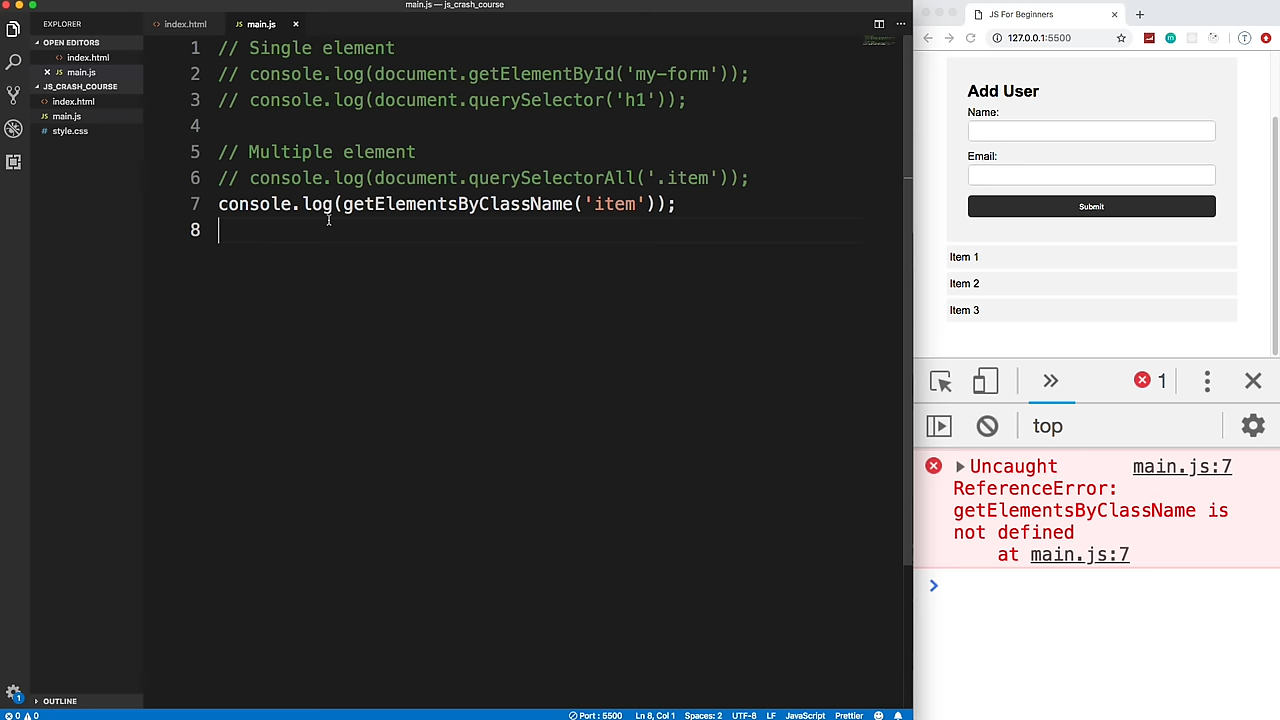 main.js — js_crash_course
EXPLORER
OPEN EDITORS
index.html
main.js
JS_CRASH_COURSE
index.html
main.js
style.css
OUTLINE
index.html
main.js
1 // Single element
2 // console.log(document.getElementById('my-form'));
3 // console.log(document.querySelector('h1'));
4
5 // Multiple element
6 // console.log(document.querySelectorAll('.item'));
7 console.log(getElementsByClassName('item'));
8
0 0 Port : 5500 Ln 8, Col 1 Spaces: 2 UTF-8 LF JavaScript Prettier
JS For Beginners
127.0.0.1:5500
Add User
Name:
Email:
Submit
Item 1
Item 2
Item 3
1
top
Uncaught main.js:7
ReferenceError:
getElementsByClassName is
not defined
at main.js:7